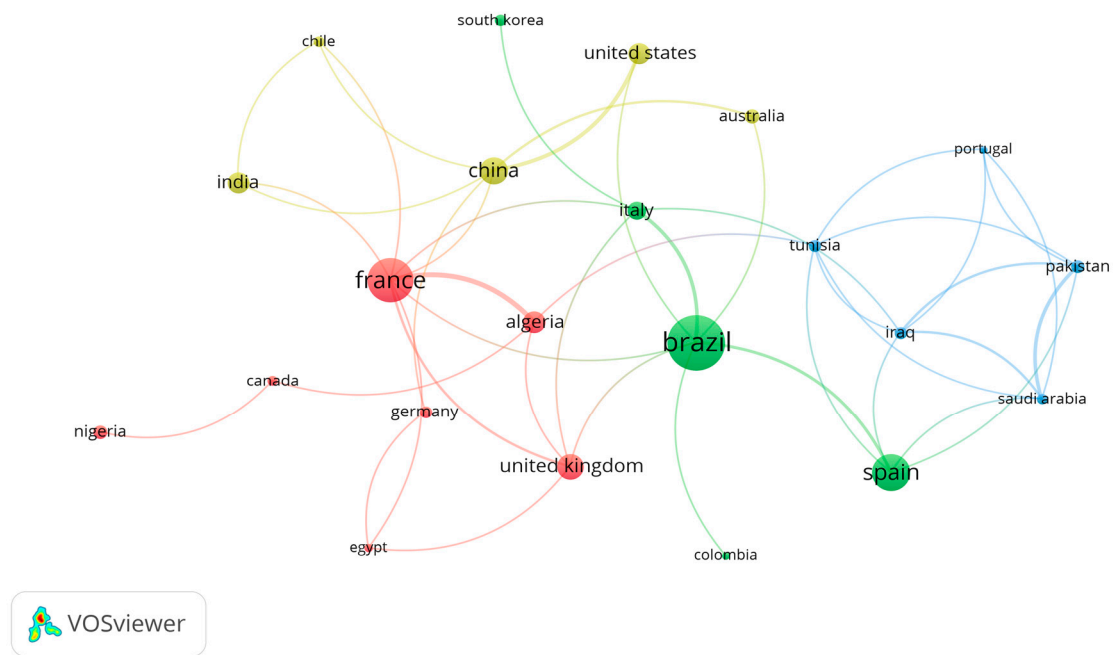 south korea
chile
united states
australia
portugal
china
india
italy
tunisia
pakistan
france
algeria
iraq
brazil
canada
saudi arabia
germany
nigeria
united kingdom
spain
egypt
colombia
VOSviewer